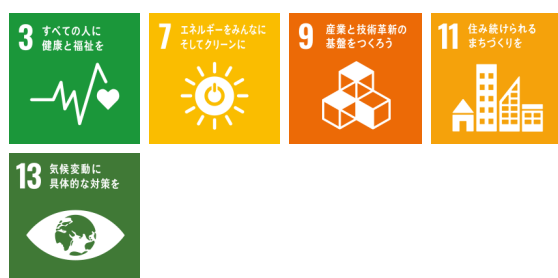 3 すべての人に
健康と福祉を
7 エネルギーをみんなに
そしてクリーンに
9 産業と技術革新の
基盤をつくろう
11 住み続けられる
まちづくりを
13 気候変動に
具体的な対策を